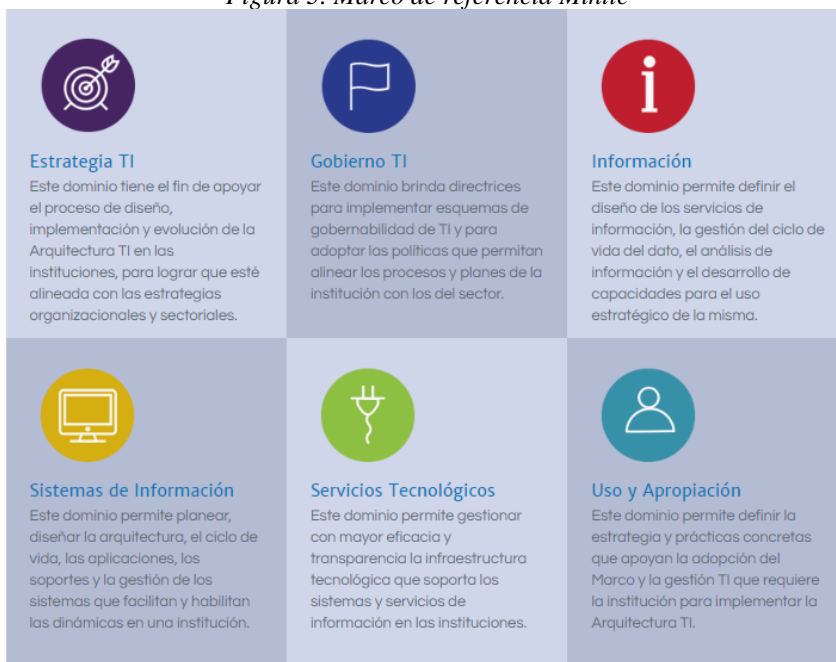 Figura 3. Marco de referencia Mintic
Estrategia TI
Este dominio tiene el fin de apoyar
el proceso de diseño,
implementación y evolución de la
Arquitectura TI en las
instituciones, para lograr que esté
alineada con las estrategias
organizacionales y sectoriales.
Gobierno TI
Este dominio brinda directrices
para implementar esquemas de
gobernabilidad de TI y para
adoptar las políticas que permitan
alinear los procesos y planes de la
institución con los del sector.
Información
Este dominio permite definir el
diseño de los servicios de
información, la gestión del ciclo de
vida del dato, el análisis de
información y el desarrollo de
capacidades para el uso
estratégico de la misma.
Sistemas de Información
Este dominio permite planear,
diseñar la arquitectura, el ciclo de
vida, las aplicaciones, los
soportes y la gestión de los
sistemas que facilitan y habilitan
las dinámicas en una institución.
Servicios Tecnológicos
Este dominio permite gestionar
con mayor eficacia y
transparencia la infraestructura
tecnológica que soporta los
sistemas y servicios de
información en las instituciones.
Uso y Apropiación
Este dominio permite definir la
estrategia y prácticas concretas
que apoyan la adopción del
Marco y la gestión TI que requiere
la institución para implementar la
Arquitectura TI.